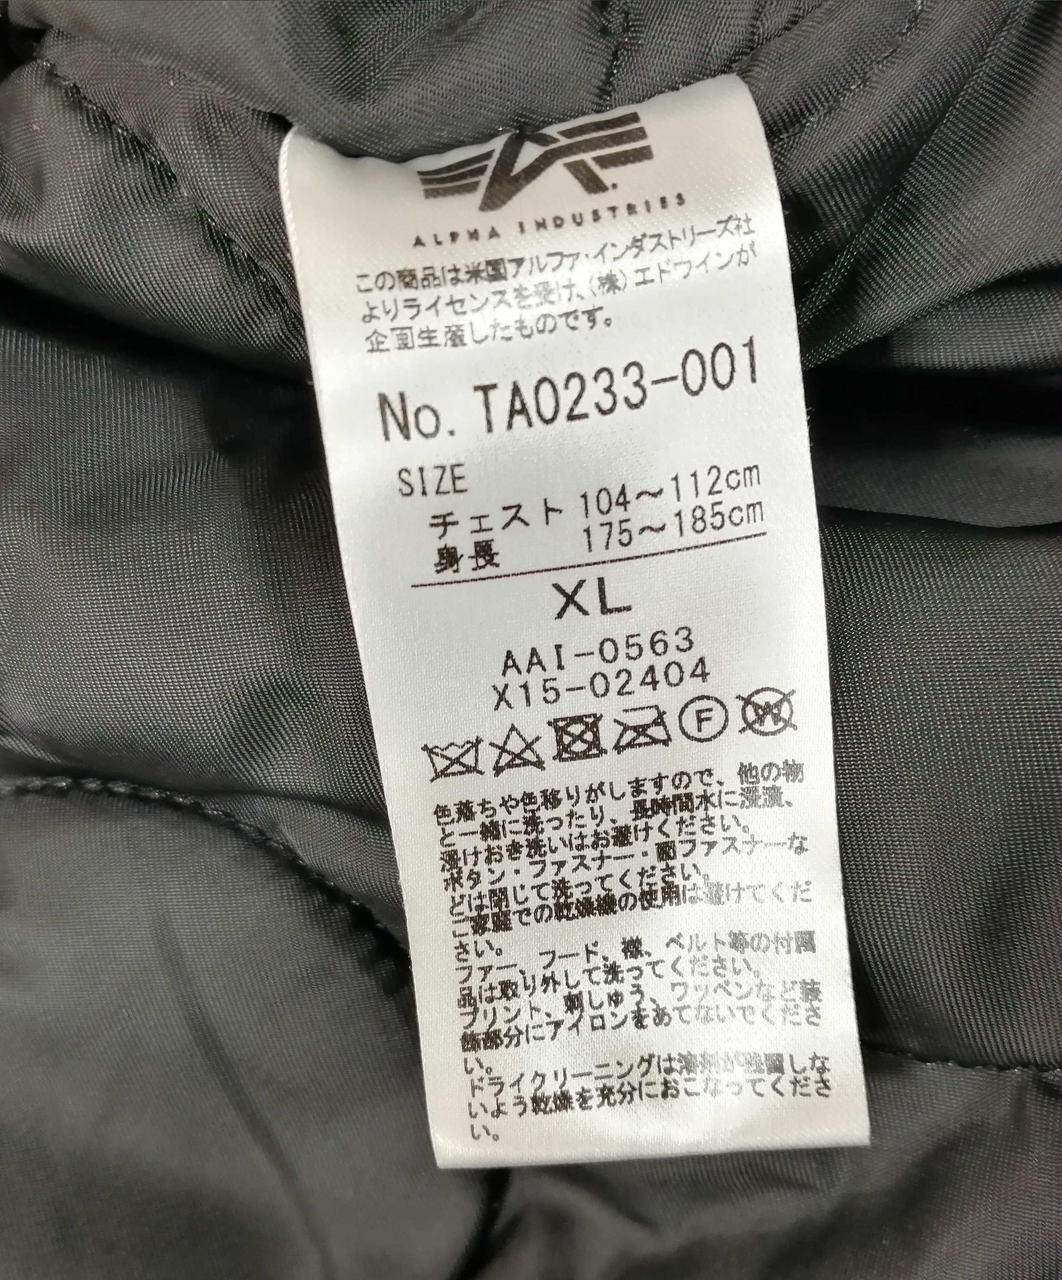 ALPHA INDUSTRIES
この商品は米国アルファ・インダストリーズ社
よりライセンスを受け、(株)エドウインが
企画生産したものです。
No. TA0233-001
SIZE
チェスト 104～112cm
身長 175～185cm
XL
AAI-0563
X15-02404
F
W
色落ちや色移りがしますので、他の物
と一緒に洗ったり、長時間水に浸漬、
浸けおき洗いはお避けください。
ボタン・ファスナー・面ファスナーな
どは閉じて洗ってください。
ご家庭での乾燥機の使用は避けてくだ
さい。
ファー、フード、襟、ベルト等の付属
品は取り外して洗ってください。
プリント、刺しゅう、ワッペンなど装
飾部分にアイロンをあてないでくださ
い。
ドライクリーニングは溶剤が残留しな
いよう乾燥を充分におこなってくださ
い。